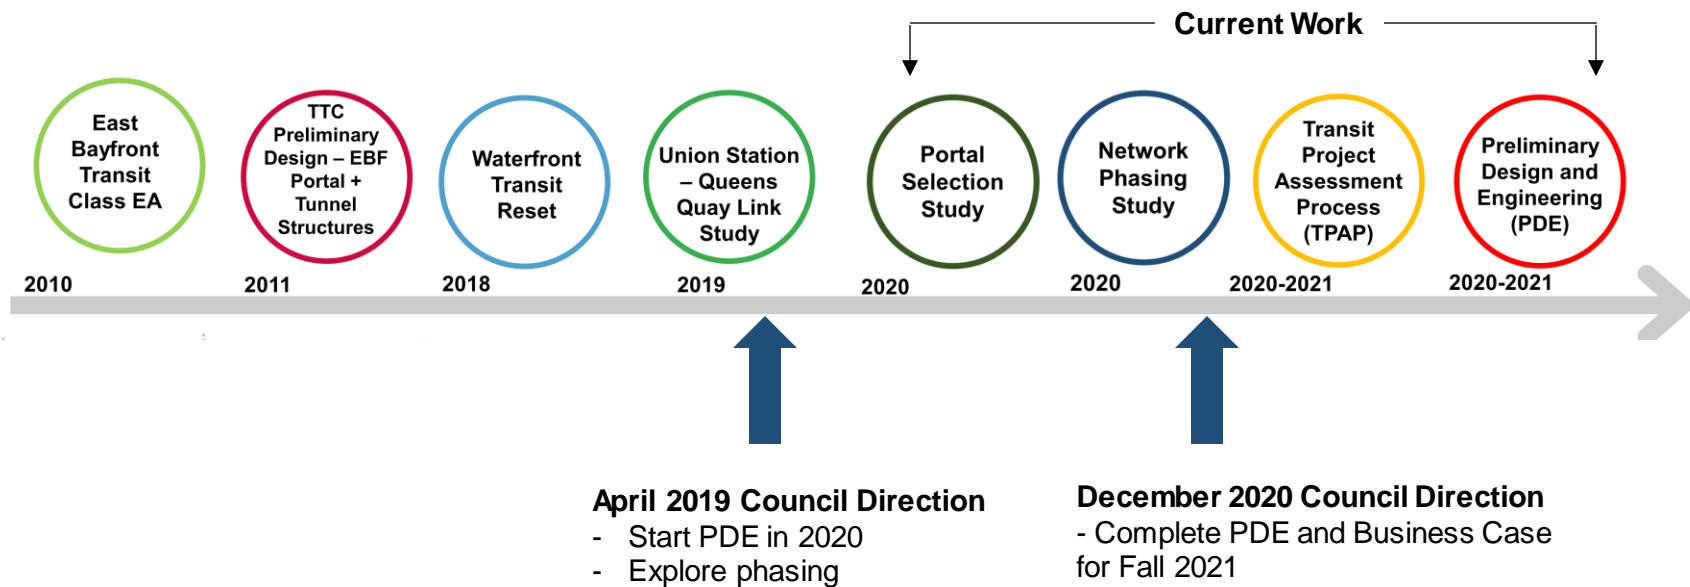 Current Work
East
Bayfront
Transit
Class EA
TTC
Preliminary
Design – EBF
Portal +
Tunnel
Structures
Waterfront
Transit
Reset
Union Station
– Queens
Quay Link
Study
Portal
Selection
Study
Network
Phasing
Study
Transit
Project
Assessment
Process
(TPAP)
Preliminary
Design and
Engineering
(PDE)
2010
2011
2018
2019
2020
2020
2020-2021
2020-2021
April 2019 Council Direction
- Start PDE in 2020
- Explore phasing
December 2020 Council Direction
- Complete PDE and Business Case
for Fall 2021